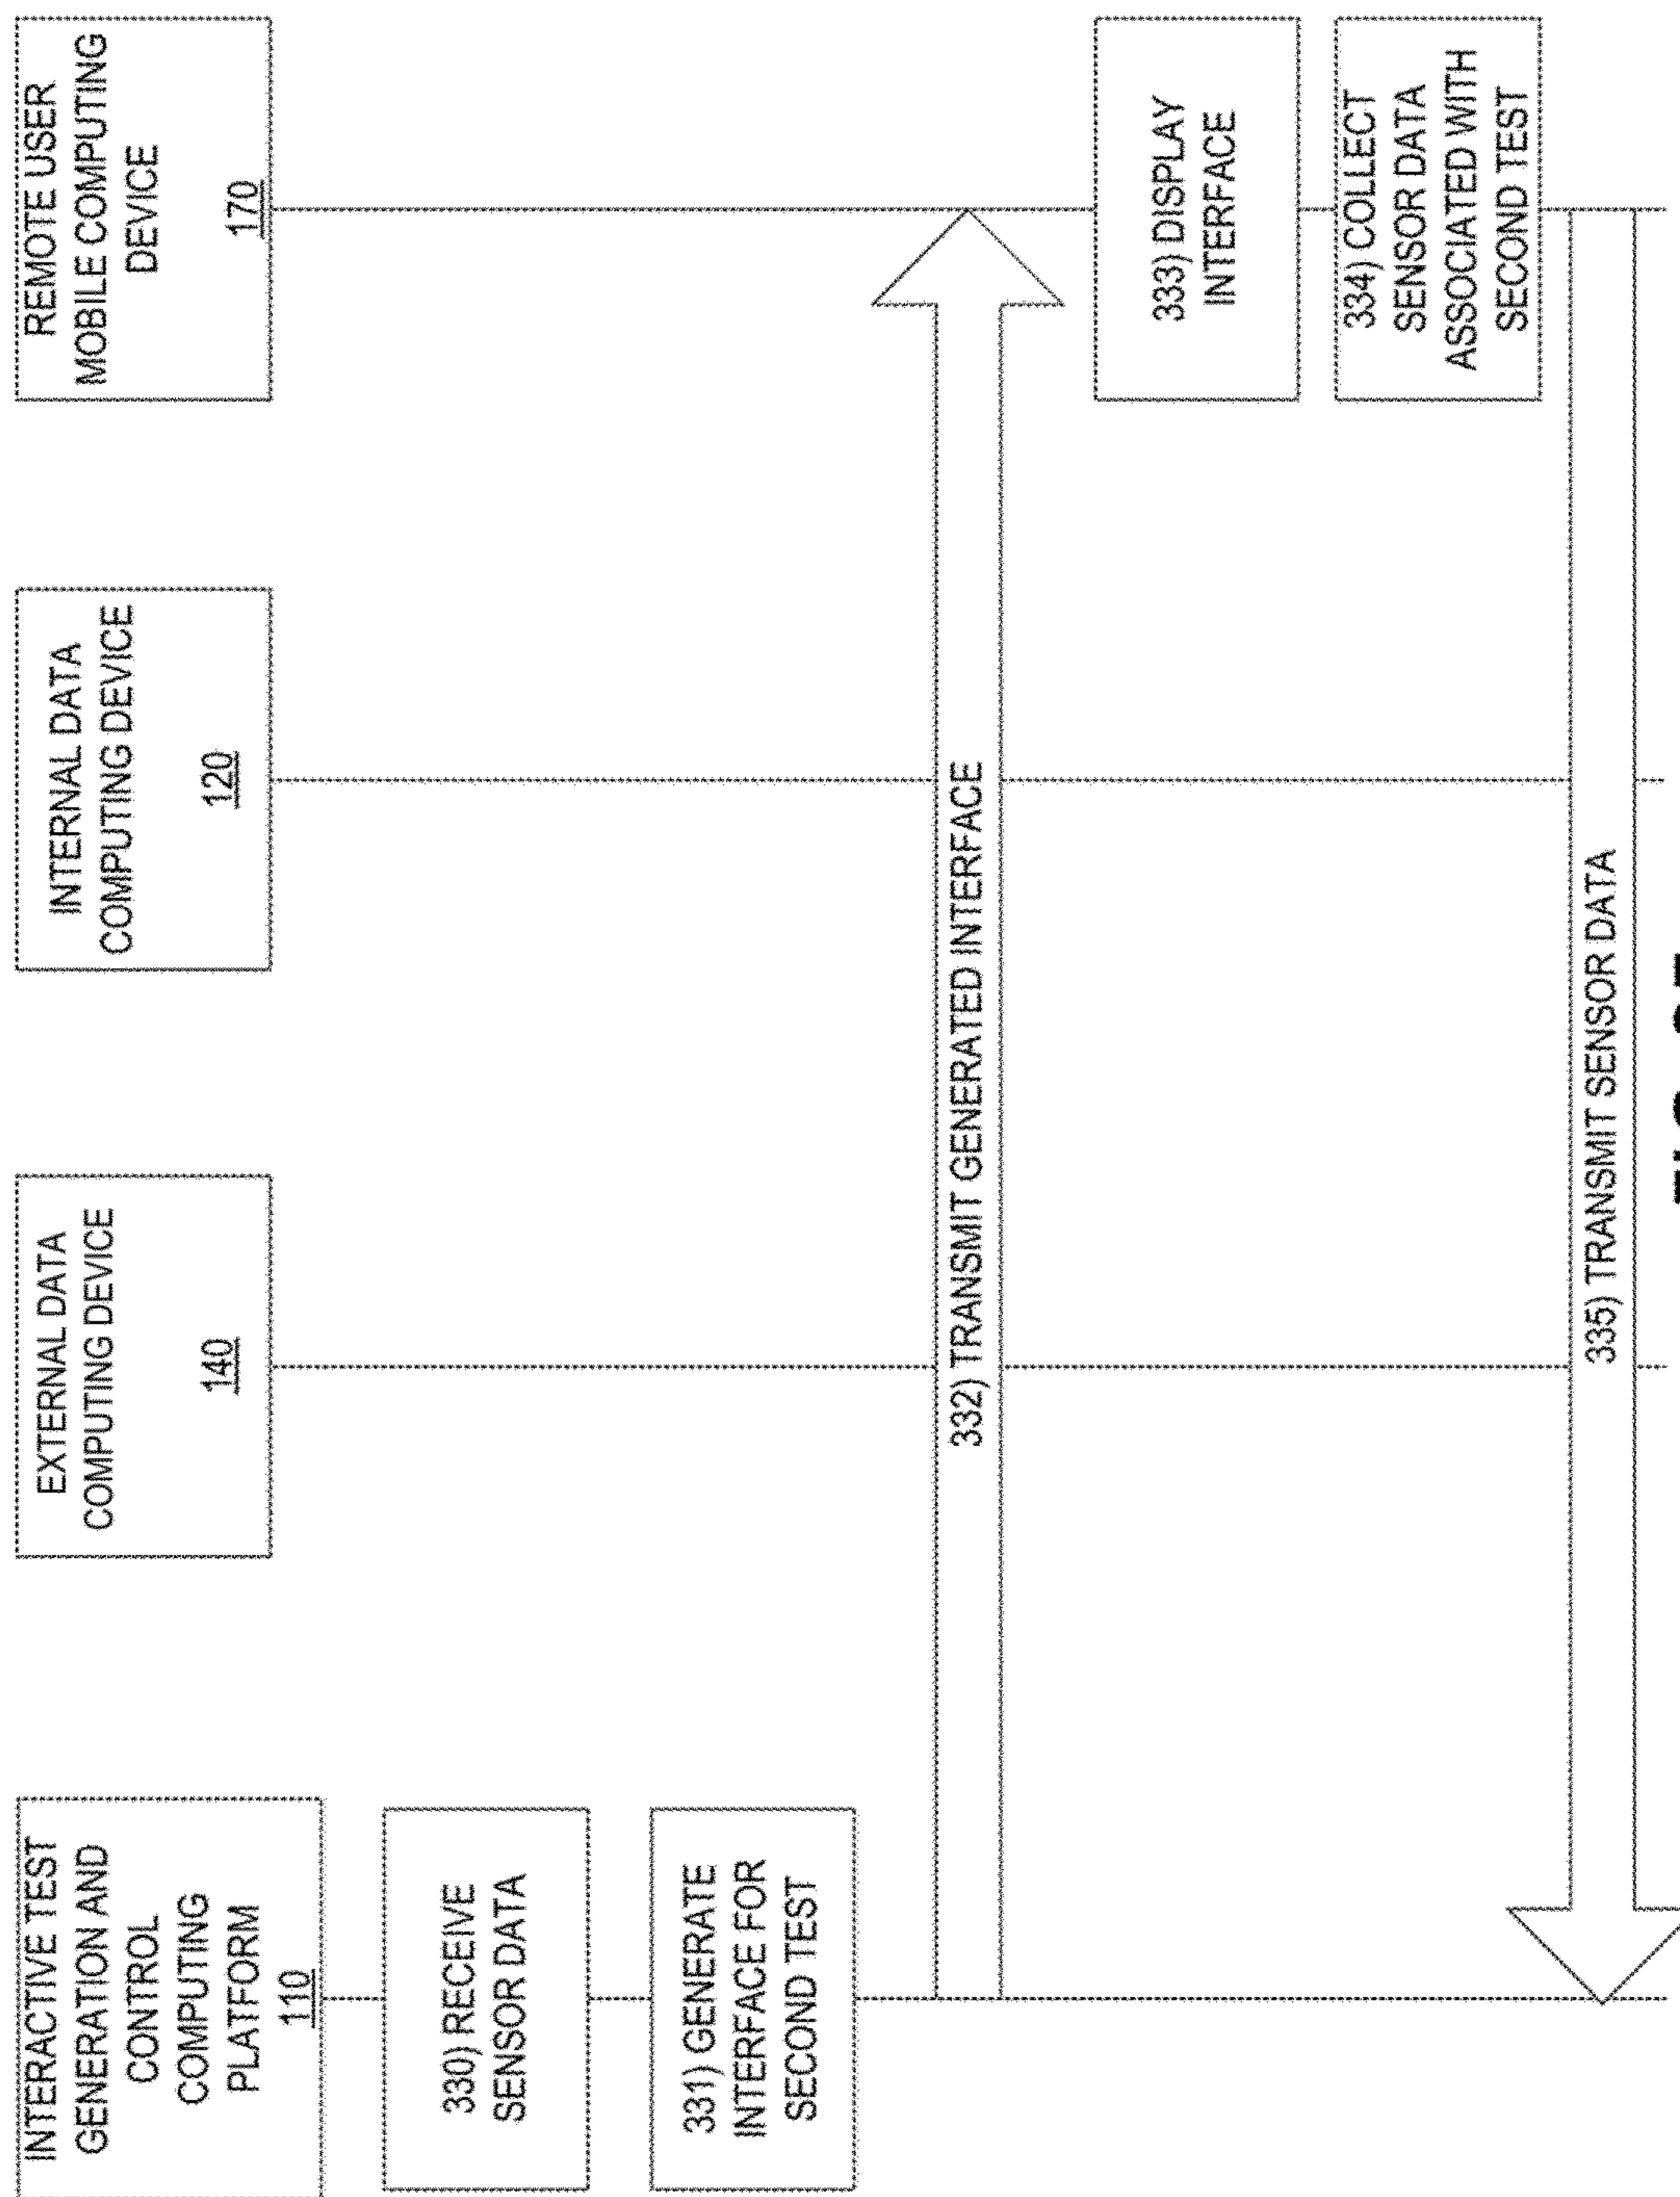 INTERACTIVE TEST
GENERATION AND
CONTROL
COMPUTING
PLATFORM
110
EXTERNAL DATA
COMPUTING DEVICE
140
INTERNAL DATA
COMPUTING DEVICE
120
REMOTE USER
MOBILE COMPUTING
DEVICE
170
330) RECEIVE
SENSOR DATA
331) GENERATE
INTERFACE FOR
SECOND TEST
332) TRANSMIT GENERATED INTERFACE
333) DISPLAY
INTERFACE
334) COLLECT
SENSOR DATA
ASSOCIATED WITH
SECOND TEST
335) TRANSMIT SENSOR DATA